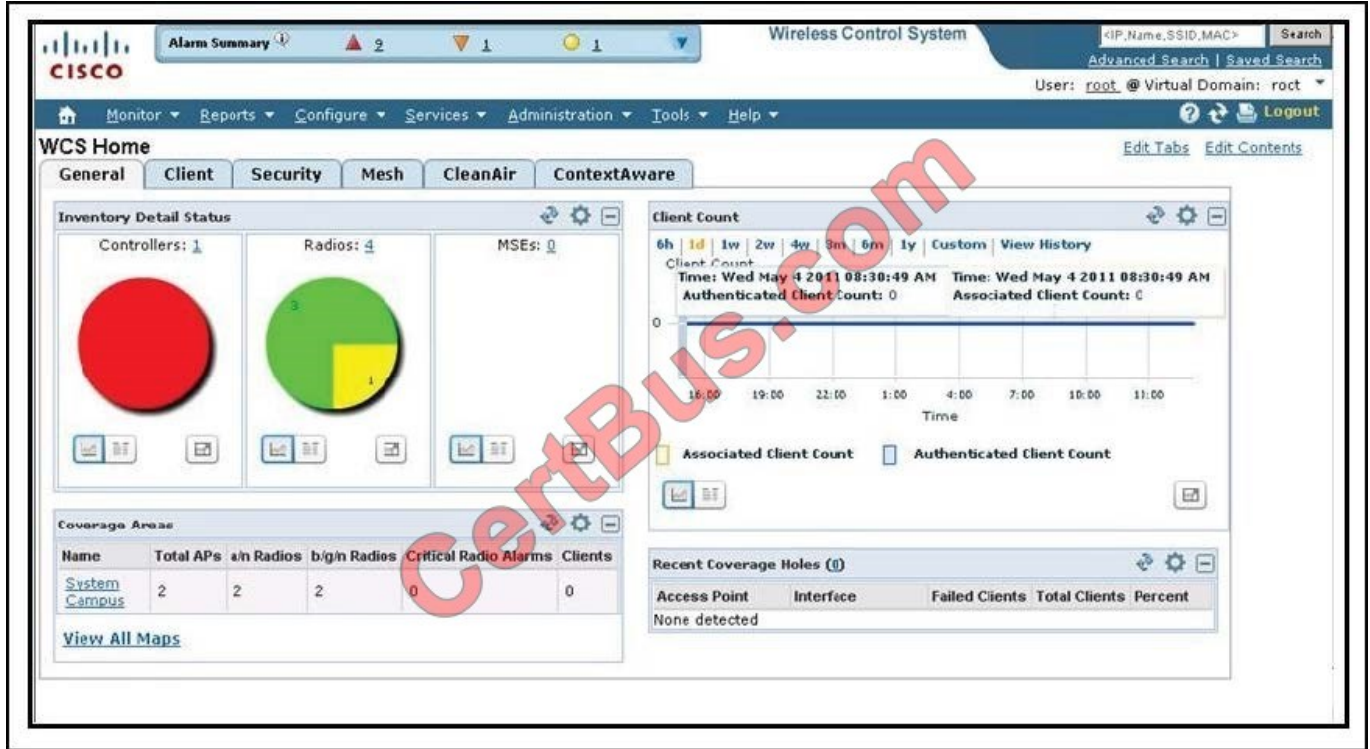 CISCO
Alarm Summary 9 1 1
Wireless Control System
<IP,Name,SSID,MAC> Search
Advanced Search | Saved Search
User: root @ Virtual Domain: root
Monitor Reports Configure Services Administration Tools Help Logout
WCS Home
Edit Tabs Edit Contents
General Client Security Mesh CleanAir ContextAware
Inventory Detail Status
Controllers: 1 Radios: 4 MSEs: 0
3
1
Client Count
6h | 1d | 1w | 2w | 4w | 3m | 6m | 1y | Custom | View History
Client Count
Time: Wed May 4 2011 08:30:49 AM Time: Wed May 4 2011 08:30:49 AM
Authenticated Client Count: 0 Associated Client Count: 0
0
16:00 19:00 22:00 1:00 4:00 7:00 10:00 11:00
Time
Associated Client Count Authenticated Client Count
Coverage Areas
Name Total APs a/n Radios b/g/n Radios Critical Radio Alarms Clients
System Campus 2 2 2 0 0
View All Maps
Recent Coverage Holes (0)
Access Point Interface Failed Clients Total Clients Percent
None detected
CertBus.com